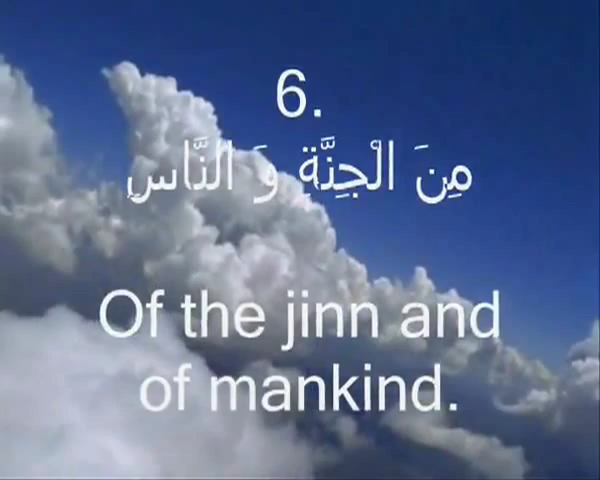 6.
مِنَ الْجِنَّةِ وَ النَّاسِ
Of the jinn and
of mankind.